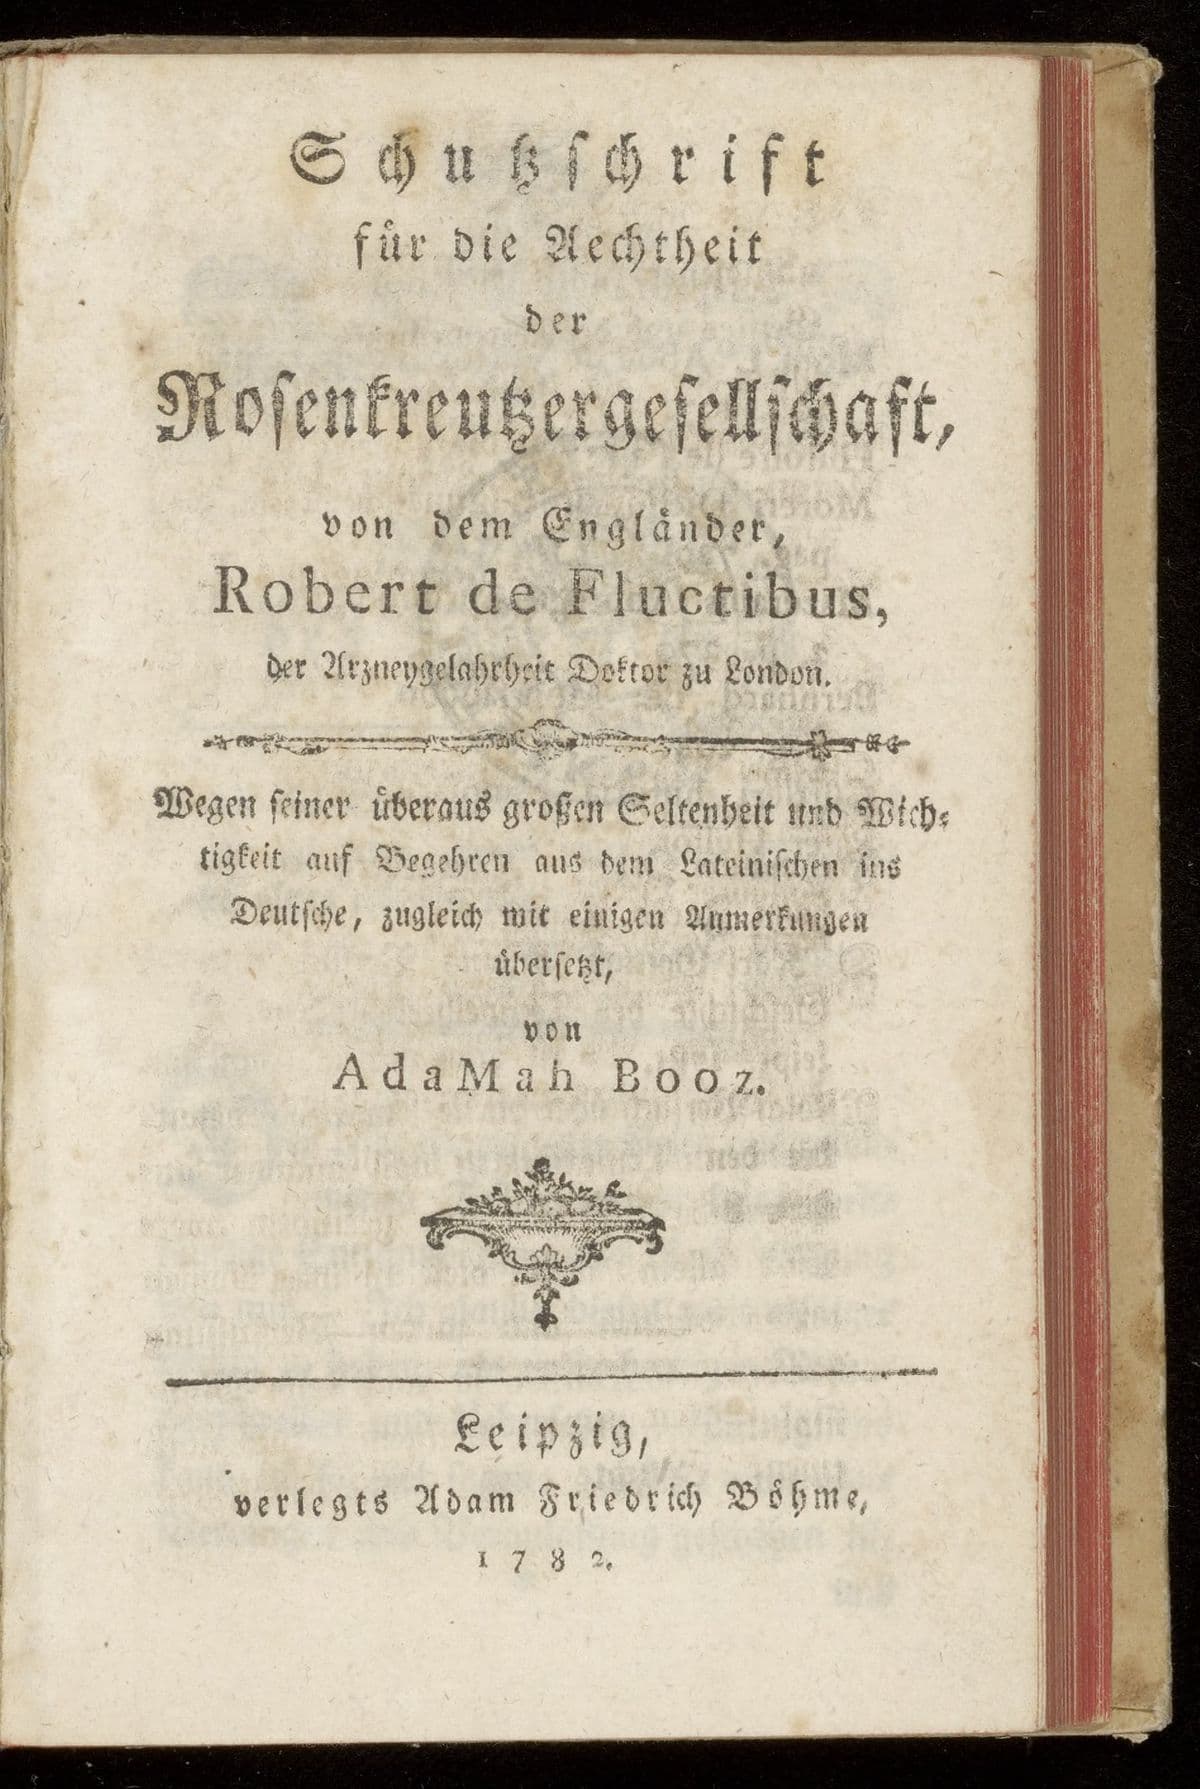 Schutzschrift
für die Aechtheit
der
Rosenkreutzergesellschaft,
von dem Engländer,
Robert de Fluctibus,
der Arzneygelahrheit Doktor zu London.
Wegen seiner überaus großen Seltenheit und Wich-
tigkeit auf Begehren aus dem Lateinischen ins
Deutsche, zugleich mit einigen Anmerkungen
übersetzt,
von
AdaMah Booz.
Leipzig,
verlegts Adam Friedrich Böhme,
1782.